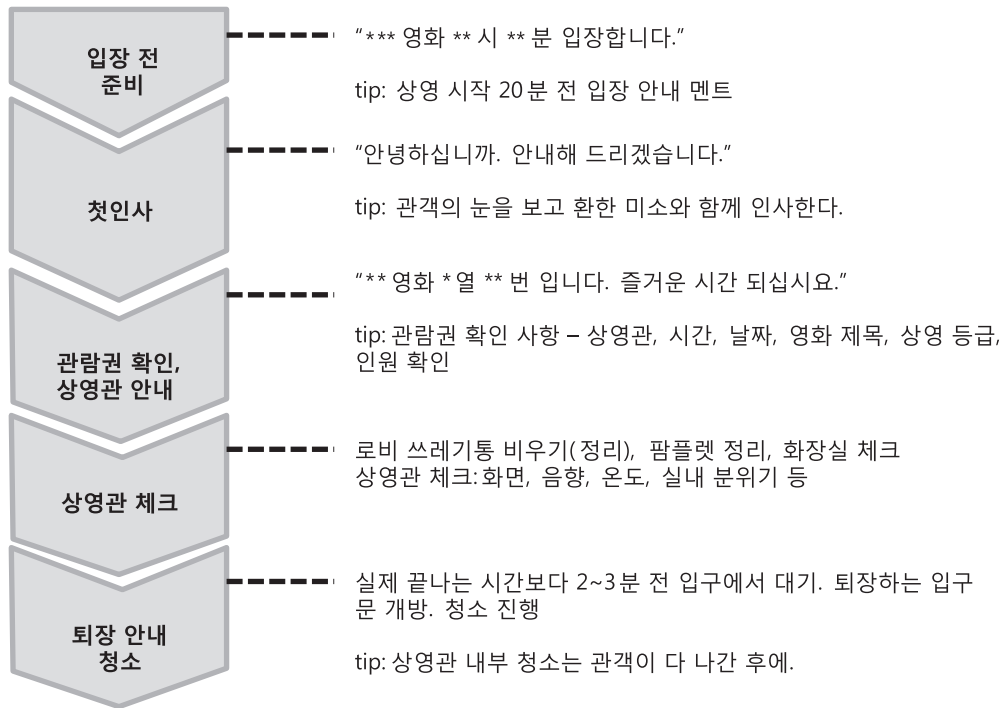 입장 전
준비
"*** 영화 ** 시 ** 분 입장합니다."
tip: 상영 시작 20분 전 입장 안내 멘트
첫인사
"안녕하십니까. 안내해 드리겠습니다."
tip: 관객의 눈을 보고 환한 미소와 함께 인사한다.
관람권 확인,
상영관 안내
"** 영화 *열 ** 번 입니다. 즐거운 시간 되십시요."
tip: 관람권 확인 사항 – 상영관, 시간, 날짜, 영화 제목, 상영 등급,
인원 확인
상영관 체크
로비 쓰레기통 비우기(정리), 팜플렛 정리, 화장실 체크
상영관 체크: 화면, 음향, 온도, 실내 분위기 등
퇴장 안내
청소
실제 끝나는 시간보다 2~3분 전 입구에서 대기. 퇴장하는 입구
문 개방. 청소 진행
tip: 상영관 내부 청소는 관객이 다 나간 후에.